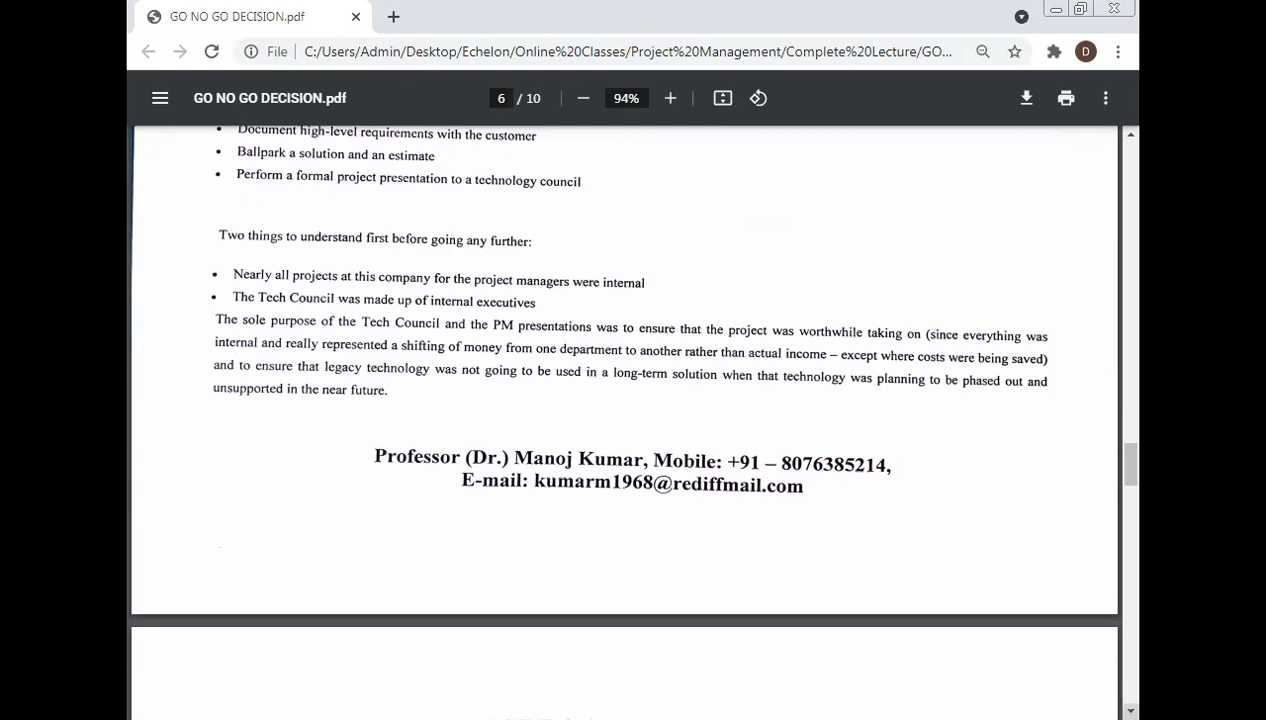 GO NO GO DECISION.pdf
File C:/Users/Admin/Desktop/Echelon/Online%20Classes/Project%20Management/Complete%20Lecture/GO... D
GO NO GO DECISION.pdf 6 / 10 94%
• Document high-level requirements with the customer
• Ballpark a solution and an estimate
• Perform a formal project presentation to a technology council
Two things to understand first before going any further:
• Nearly all projects at this company for the project managers were internal
• The Tech Council was made up of internal executives
The sole purpose of the Tech Council and the PM presentations was to ensure that the project was worthwhile taking on (since everything was
internal and really represented a shifting of money from one department to another rather than actual income – except where costs were being saved)
and to ensure that legacy technology was not going to be used in a long-term solution when that technology was planning to be phased out and
unsupported in the near future.
Professor (Dr.) Manoj Kumar, Mobile: +91 – 8076385214,
E-mail: kumarm1968@rediffmail.com